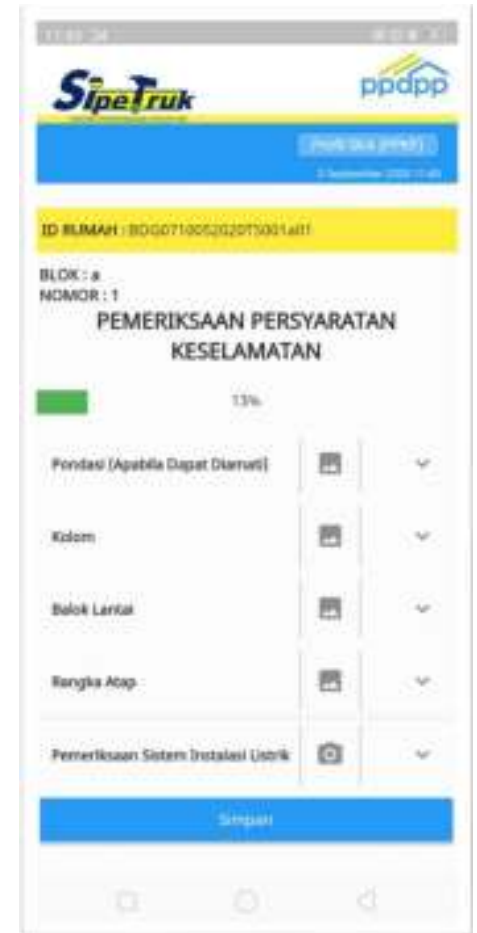 SipeTruk
ppdpp
ID RUMAH :
BLOK : a
NOMOR : 1
PEMERIKSAAN PERSYARATAN
KESELAMATAN
13%
Pondasi (Apabila Dapat Diamati)
Kolom
Balok Lantai
Rangka Atap
Pemeriksaan Sistem Instalasi Listrik
Simpan